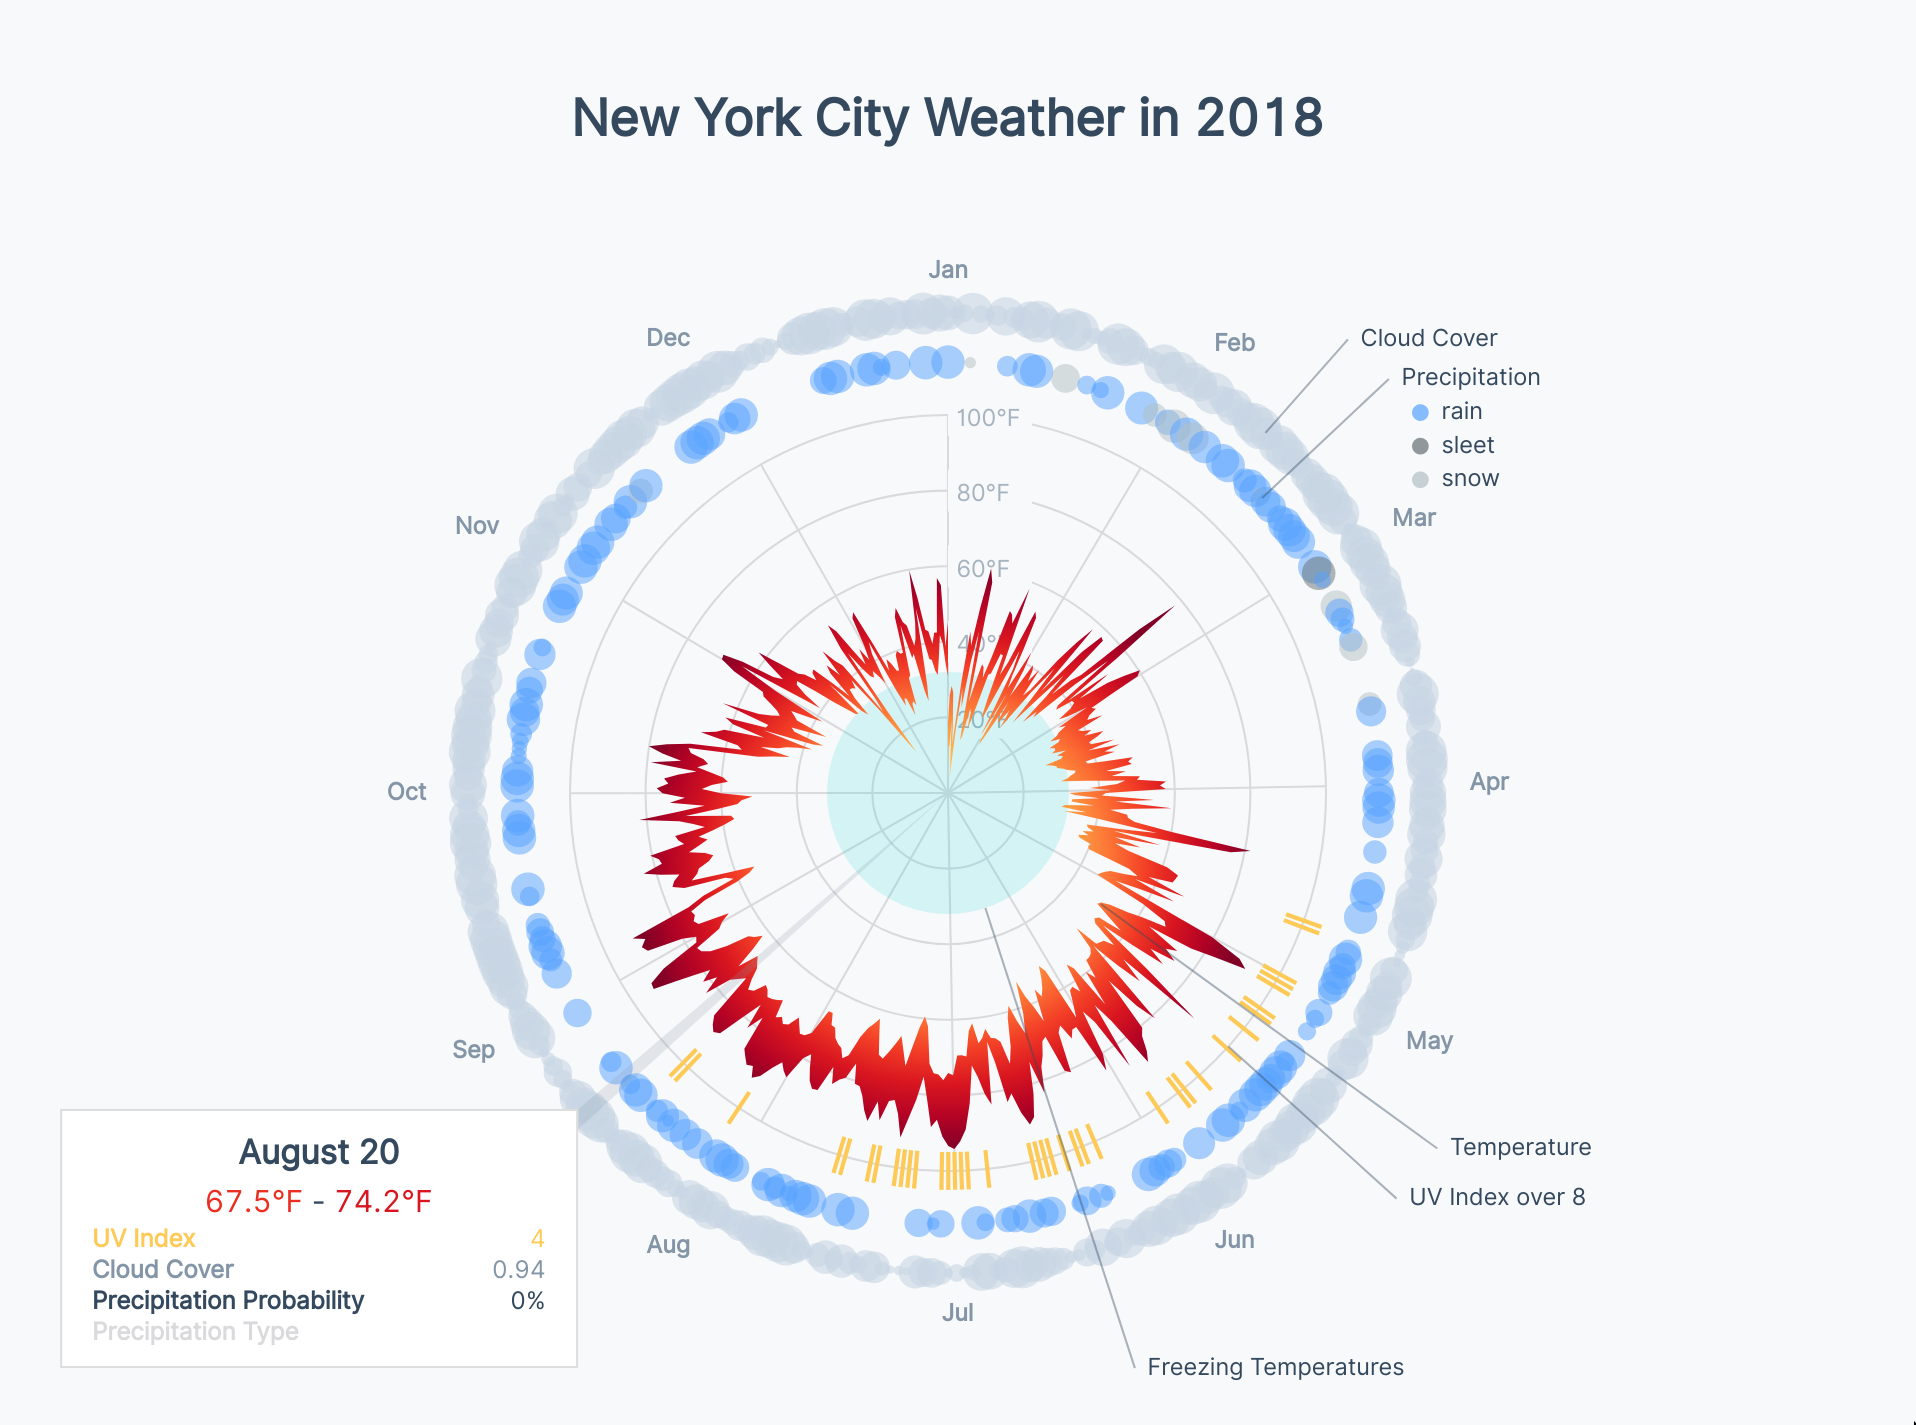 New York City Weather in 2018
Jan
Dec
Feb
Cloud Cover
Precipitation
rain
sleet
snow
100°F
80°F
60°F
40°F
20°F
Nov
Mar
Oct
Apr
Sep
May
Aug
Jun
Jul
Temperature
UV Index over 8
Freezing Temperatures
August 20
67.5°F - 74.2°F
UV Index 4
Cloud Cover 0.94
Precipitation Probability 0%
Precipitation Type